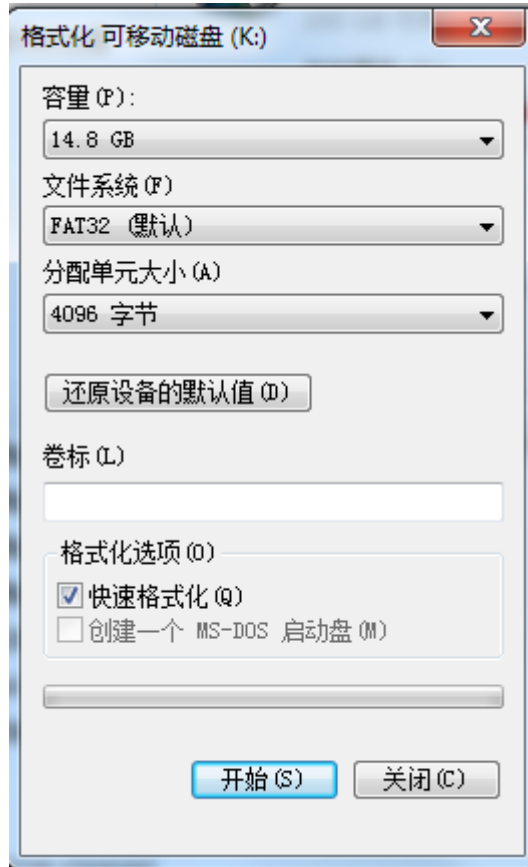 格式化 可移动磁盘 (K:)
容量(P):
14.8 GB
文件系统(F)
FAT32 (默认)
分配单元大小(A)
4096 字节
还原设备的默认值(D)
卷标(L)
格式化选项(O)
快速格式化(Q)
创建一个 MS-DOS 启动盘(M)
开始(S) 关闭(C)